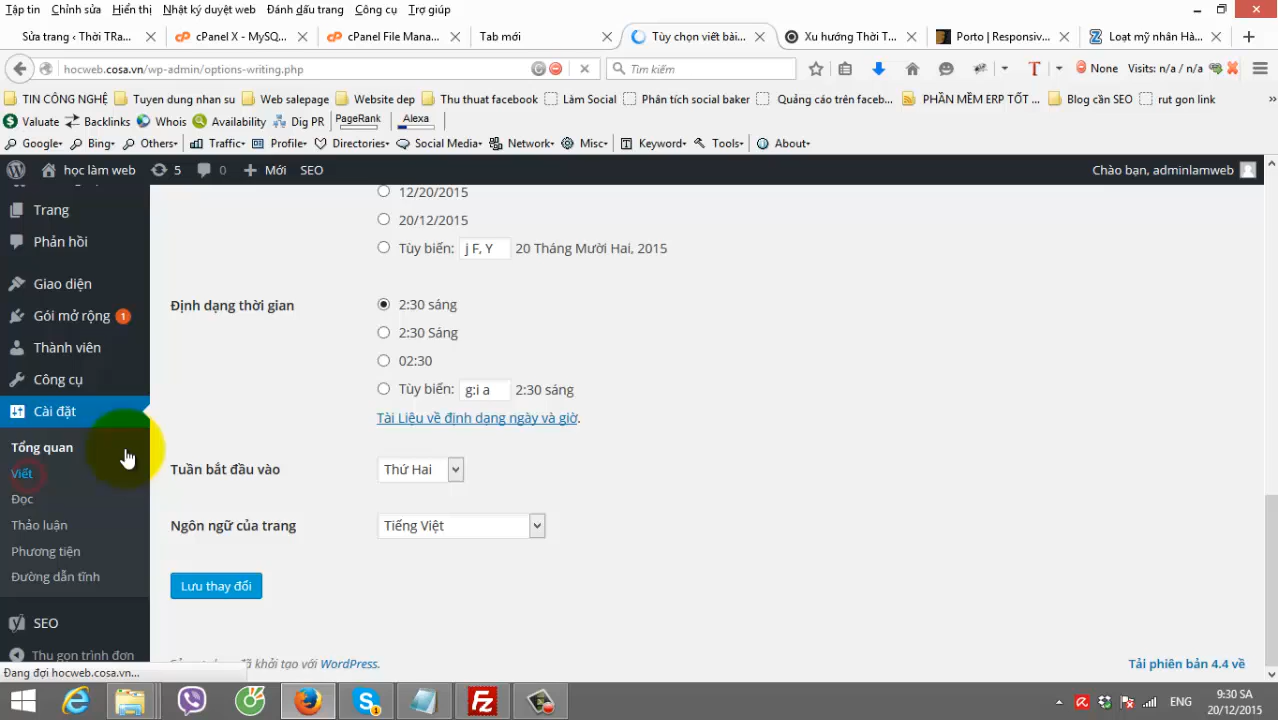 Tập tin Chỉnh sửa Hiển thị Nhật ký duyệt web Đánh dấu trang Công cụ Trợ giúp
Sửa trang ‹ Thời TRa... cPanel X - MySQ... cPanel File Mana... Tab mới Tùy chọn viết bài... Xu hướng Thời T... Porto | Responsiv... Loạt mỹ nhân Hà...
hocweb.cosa.vn/wp-admin/options-writing.php Tìm kiếm None Visits: n/a / n/a
TIN CÔNG NGHỆ Tuyen dung nhan su Web salepage Website dep Thu thuat facebook Làm Social Phân tích social baker Quảng cáo trên faceb... PHẦN MỀM ERP TỐT ... Blog cần SEO rut gon link
Valuate Backlinks Whois Availability Dig PR PageRank Alexa
Google Bing Others Traffic Profile Directories Social Media Network Misc Keyword Tools About
học làm web 5 0 Mới SEO Chào bạn, adminlamweb
12/20/2015
Trang
20/12/2015
Phản hồi
Tùy biến: j F, Y 20 Tháng Mười Hai, 2015
Giao diện
Định dạng thời gian 2:30 sáng
Gói mở rộng 1
2:30 Sáng
Thành viên
02:30
Công cụ
Tùy biến: g:i a 2:30 sáng
Cài đặt
Tài Liệu về định dạng ngày và giờ.
Tổng quan
Tuần bắt đầu vào Thứ Hai
Viết
Đọc
Thảo luận
Ngôn ngữ của trang Tiếng Việt
Phương tiện
Đường dẫn tĩnh
Lưu thay đổi
SEO
Thu gọn trình đơn
đã khởi tạo với WordPress. Tải phiên bản 4.4 về
Đang đợi hocweb.cosa.vn...
ENG
9:30 SA
20/12/2015